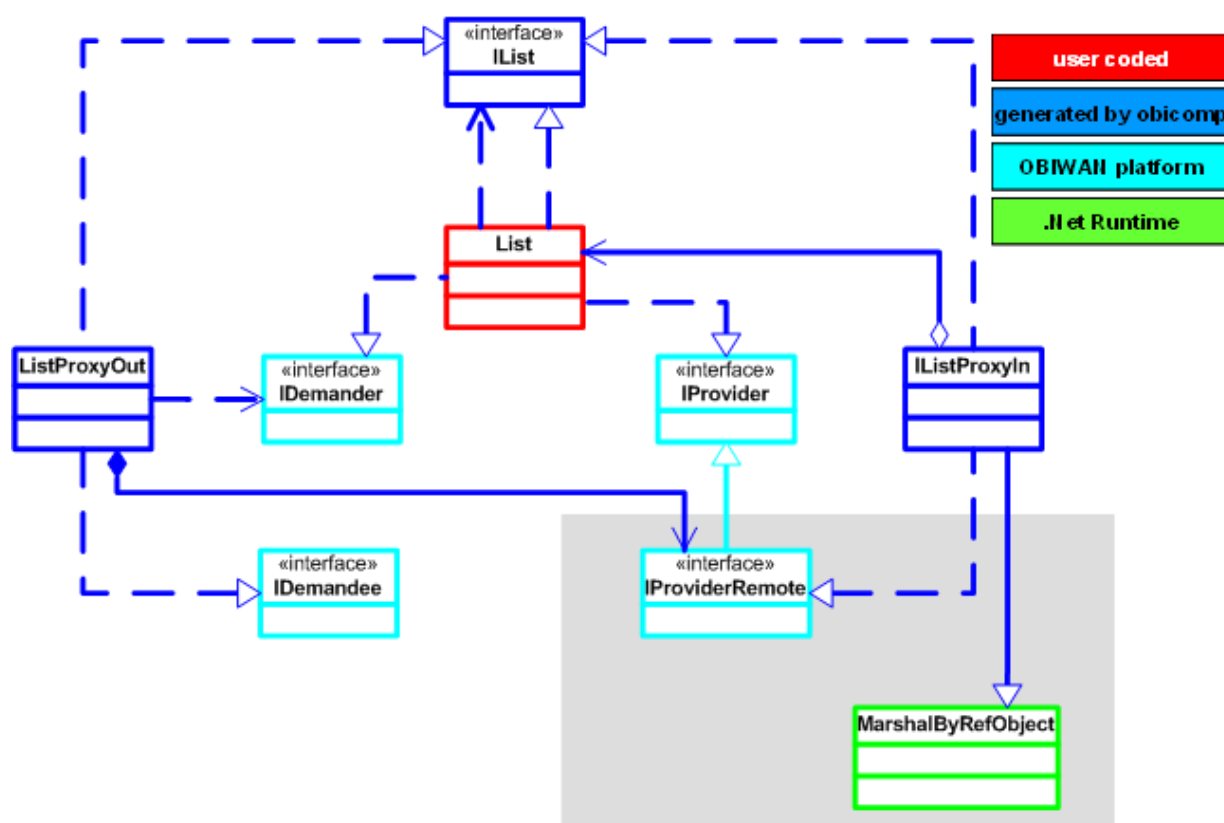 «interface»
IList
user coded
generated by obicomp
OBIWAN platform
.Net Runtime
List
ListProxyOut
«interface»
IDemander
«interface»
IProvider
IListProxyIn
«interface»
IDemandee
«interface»
IProviderRemote
MarshalByRefObject